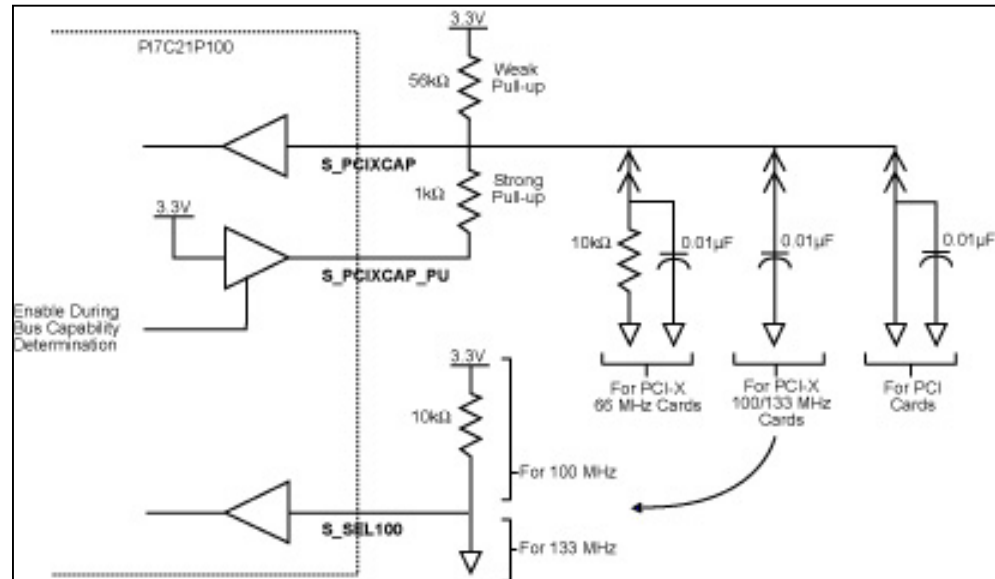 3.3V
PI7C21P100
56kΩ
Weak
Pull-up
S_PCIXCAP
1kΩ
Strong
Pull-up
3.3V
S_PCIXCAP_PU
10kΩ
0.01µF
0.01µF
0.01µF
Enable During
Bus Capability
Determination
3.3V
10kΩ
For PCI-X
66 MHz Cards
For PCI-X
100/133 MHz
Cards
For PCI
Cards
For 100 MHz
S_SEL100
For 133 MHz